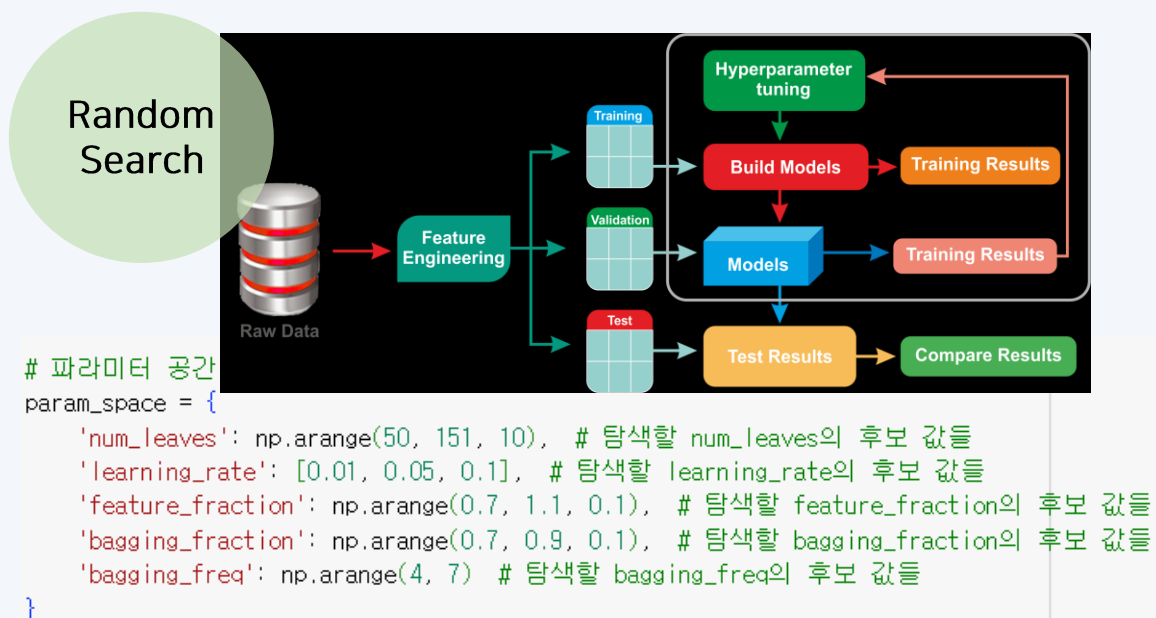 Random
Search
Hyperparameter
tuning
Training
Build Models
Training Results
Validation
Feature
Engineering
Models
Training Results
Raw Data
Test
Test Results
Compare Results
# 파라미터 공간
param_space = {
'num_leaves': np.arange(50, 151, 10), # 탐색할 num_leaves의 후보 값들
'learning_rate': [0.01, 0.05, 0.1], # 탐색할 learning_rate의 후보 값들
'feature_fraction': np.arange(0.7, 1.1, 0.1), # 탐색할 feature_fraction의 후보 값들
'bagging_fraction': np.arange(0.7, 0.9, 0.1), # 탐색할 bagging_fraction의 후보 값들
'bagging_freq': np.arange(4, 7) # 탐색할 bagging_freq의 후보 값들
}